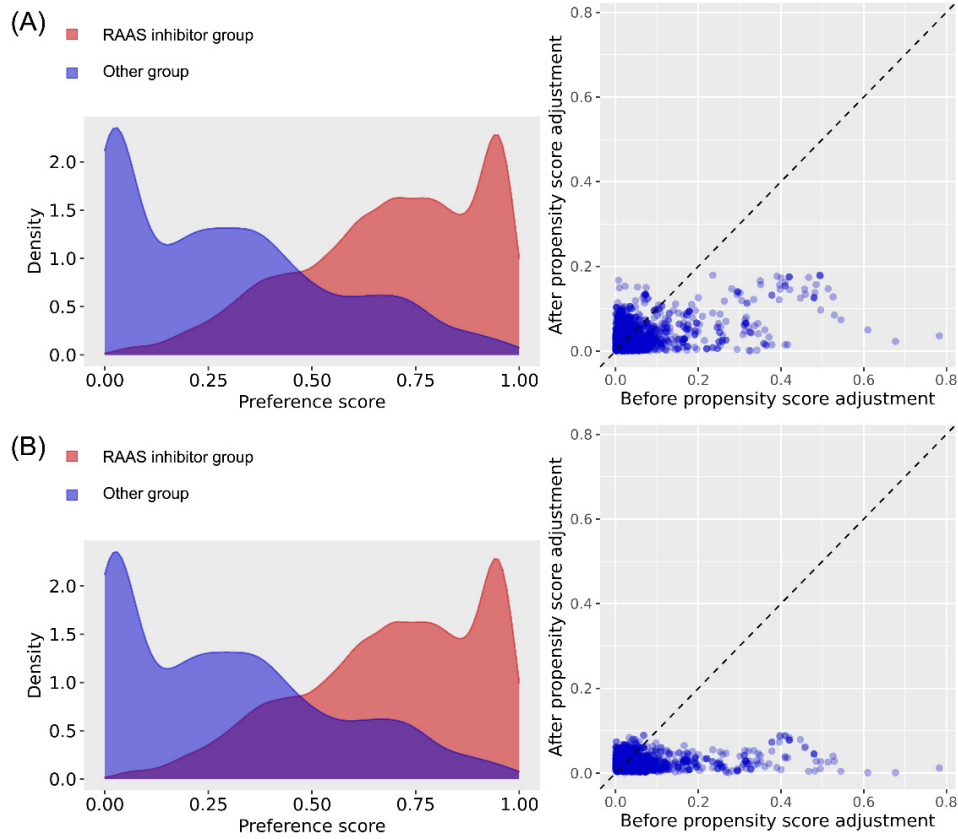 (A)
RAAS inhibitor group
Other group
Density
2.0
1.5
1.0
0.5
0.0
0.00 0.25 0.50 0.75 1.00
Preference score
After propensity score adjustment
0.8
0.6
0.4
0.2
0.0
0.0 0.2 0.4 0.6 0.8
Before propensity score adjustment
(B)
RAAS inhibitor group
Other group
Density
2.0
1.5
1.0
0.5
0.0
0.00 0.25 0.50 0.75 1.00
Preference score
After propensity score adjustment
0.8
0.6
0.4
0.2
0.0
0.0 0.2 0.4 0.6 0.8
Before propensity score adjustment